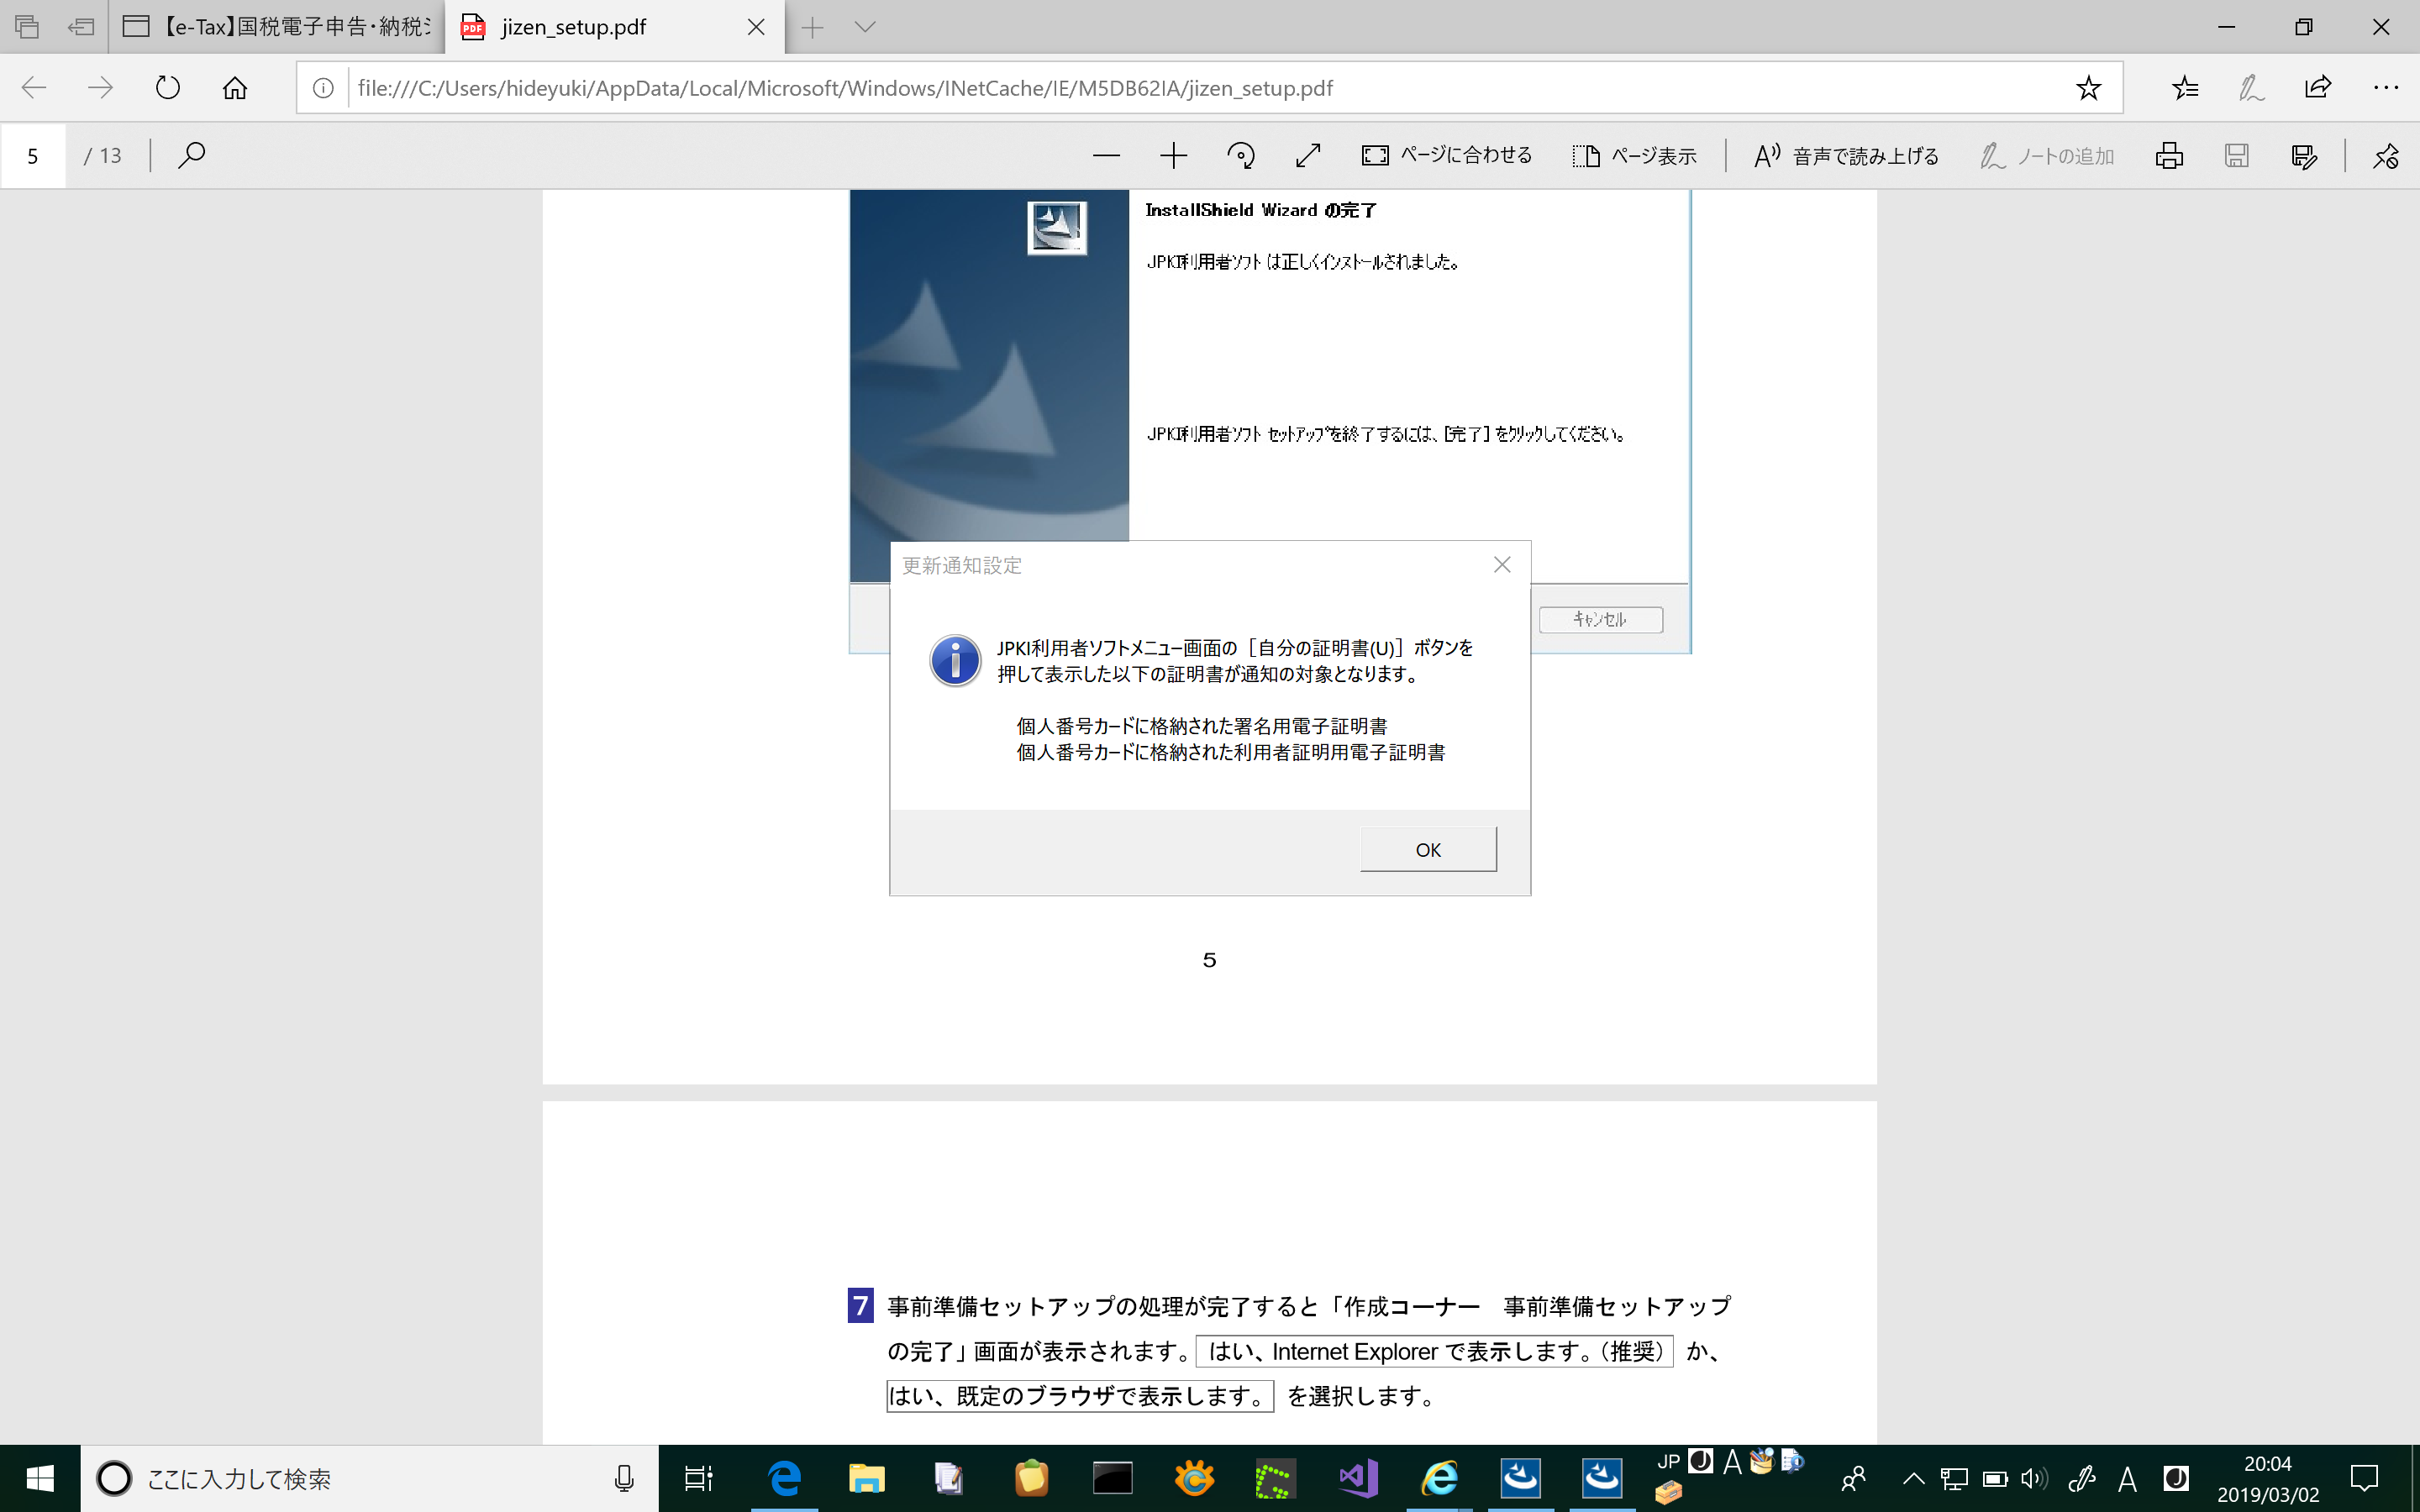 【e-Tax】国税電子申告・納税シ
jizen_setup.pdf
file:///C:/Users/hideyuki/AppData/Local/Microsoft/Windows/INetCache/IE/M5DB62IA/jizen_setup.pdf
5 / 13
ページに合わせる
ページ表示
音声で読み上げる
ノートの追加
InstallShield Wizard の完了
JPKI利用者ソフト は正しくインストールされました。
JPKI利用者ソフト セットアップを終了するには、[完了] をクリックしてください。
キャンセル
更新通知設定
JPKI利用者ソフトメニュー画面の［自分の証明書(U)］ボタンを
押して表示した以下の証明書が通知の対象となります。
個人番号カードに格納された署名用電子証明書
個人番号カードに格納された利用者証明用電子証明書
OK
5
7 事前準備セットアップの処理が完了すると「作成コーナー　事前準備セットアップ
の完了」画面が表示されます。 はい、Internet Explorer で表示します。（推奨） か、
はい、既定のブラウザで表示します。 を選択します。
ここに入力して検索
JP
A
A
20:04
2019/03/02